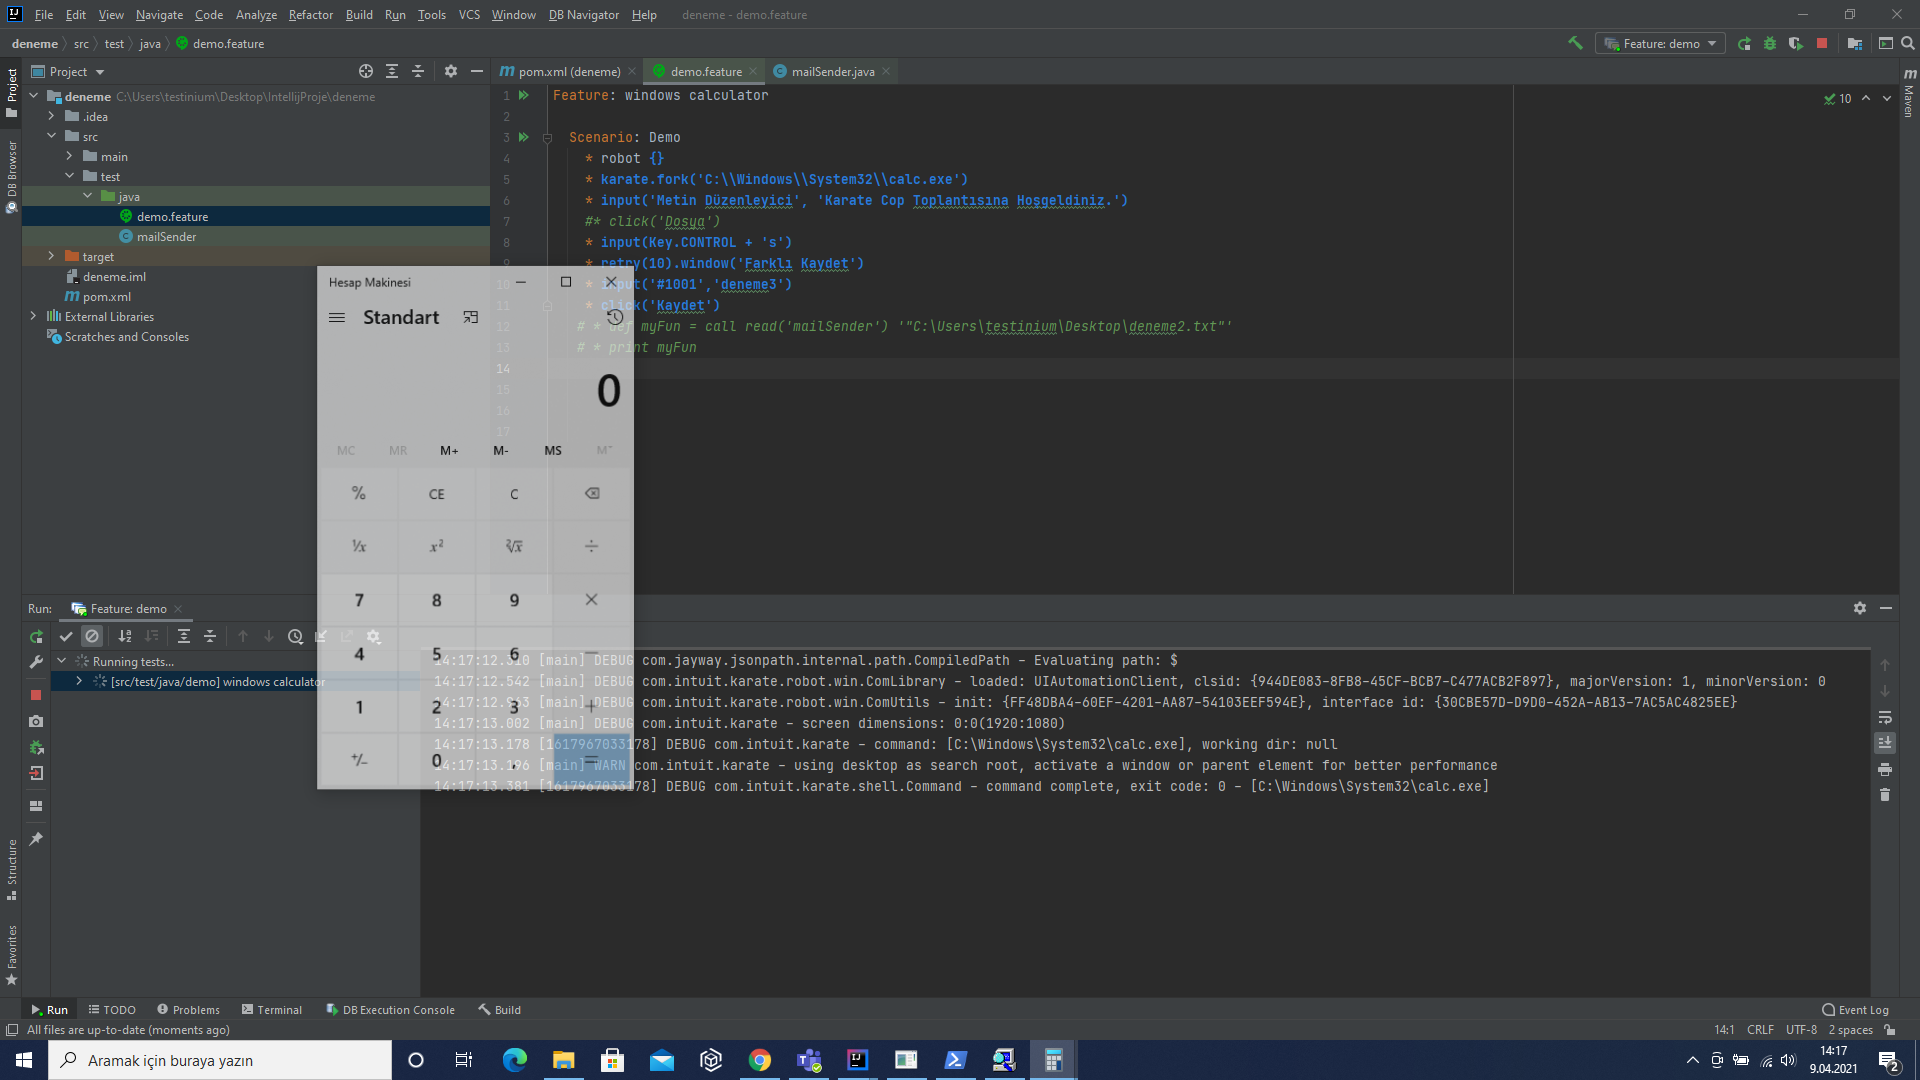 File Edit View Navigate Code Analyze Refactor Build Run Tools VCS Window DB Navigator Help deneme - demo.feature
deneme src test java demo.feature
Feature: demo
Project
pom.xml (deneme) demo.feature mailSender.java
deneme C:\Users\testinium\Desktop\IntellijProje\deneme
.idea
src
main
test
java
demo.feature
mailSender
target
deneme.iml
pom.xml
External Libraries
Scratches and Consoles
Project
DB Browser
Structure
Favorites
Maven
10
1 Feature: windows calculator
2
3 Scenario: Demo
4 * robot {}
5 * karate.fork('C:\\Windows\\System32\\calc.exe')
6 * input('Metin Düzenleyici', 'Karate Cop Toplantısına Hoşgeldiniz.')
7 #* click('Dosya')
8 * input(Key.CONTROL + 's')
9 * retry(10).window('Farklı Kaydet')
10 * input('#1001','deneme3')
11 * click('Kaydet')
12 # * def myFun = call read('mailSender') '"C:\Users\testinium\Desktop\deneme2.txt"'
13 # * print myFun
14
15
16
17
Hesap Makinesi
Standart
0
MC MR M+ M- MS M˅
% CE C
⅟x x² ²√x ÷
7 8 9 ×
4 5 6 −
1 2 3 +
+/− 0 , =
Run: Feature: demo
Running tests...
[src/test/java/demo] windows calculator
14:17:12.310 [main] DEBUG com.jayway.jsonpath.internal.path.CompiledPath - Evaluating path: $
14:17:12.542 [main] DEBUG com.intuit.karate.robot.win.ComLibrary - loaded: UIAutomationClient, clsid: {944DE083-8FB8-45CF-BCB7-C477ACB2F897}, majorVersion: 1, minorVersion: 0
14:17:12.963 [main] DEBUG com.intuit.karate.robot.win.ComUtils - init: {FF48DBA4-60EF-4201-AA87-54103EEF594E}, interface id: {30CBE57D-D9D0-452A-AB13-7AC5AC4825EE}
14:17:13.002 [main] DEBUG com.intuit.karate - screen dimensions: 0:0(1920:1080)
14:17:13.178 [1617967033178] DEBUG com.intuit.karate - command: [C:\Windows\System32\calc.exe], working dir: null
14:17:13.196 [main] WARN com.intuit.karate - using desktop as search root, activate a window or parent element for better performance
14:17:13.381 [1617967033178] DEBUG com.intuit.karate.shell.Command - command complete, exit code: 0 - [C:\Windows\System32\calc.exe]
Run TODO Problems Terminal DB Execution Console Build Event Log
All files are up-to-date (moments ago) 14:1 CRLF UTF-8 2 spaces
Aramak için buraya yazın
14:17
9.04.2021
2